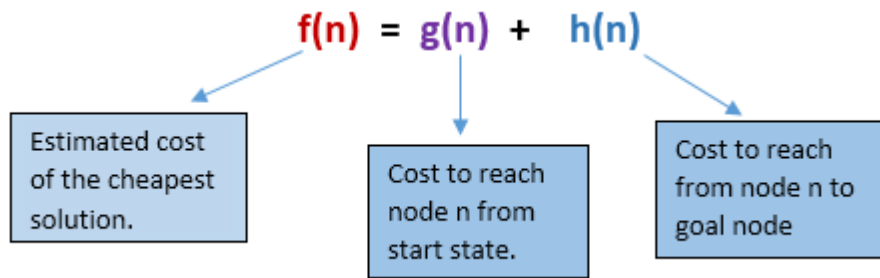 f(n) = g(n) + h(n)
Estimated cost
of the cheapest
solution.
Cost to reach
node n from
start state.
Cost to reach
from node n to
goal node